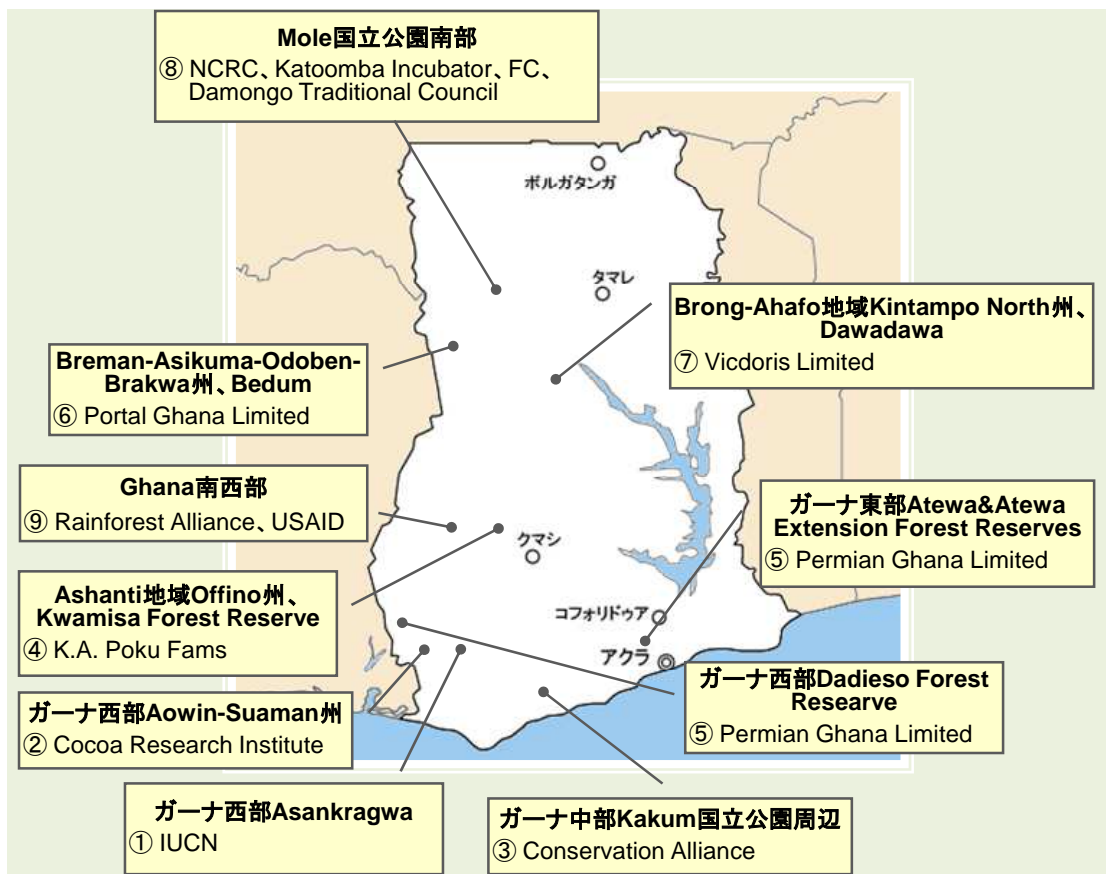 Mole国立公園南部
⑧ NCRC、Katoomba Incubator、FC、
Damongo Traditional Council
ボルガタンガ
タマレ
Brong-Ahafo地域Kintampo North州、
Dawadawa
⑦ Vicdoris Limited
Breman-Asikuma-Odoben-
Brakwa州、Bedum
⑥ Portal Ghana Limited
Ghana南西部
⑨ Rainforest Alliance、USAID
クマシ
ガーナ東部Atewa&Atewa
Extension Forest Reserves
⑤ Permian Ghana Limited
Ashanti地域Offino州、
Kwamisa Forest Reserve
④ K.A. Poku Fams
コフォリドゥア
アクラ
ガーナ西部Dadieso Forest
Researve
⑤ Permian Ghana Limited
ガーナ西部Aowin-Suaman州
② Cocoa Research Institute
ガーナ西部Asankragwa
① IUCN
ガーナ中部Kakum国立公園周辺
③ Conservation Alliance